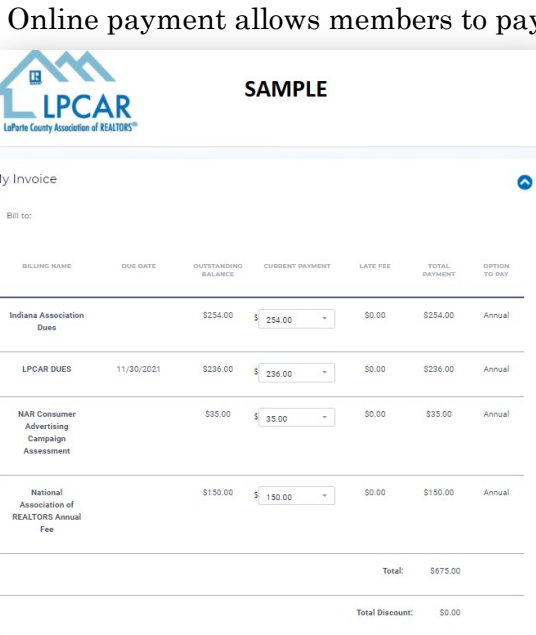 Online payment allows members to pay
LPCAR
LaPorte County Association of REALTORS®
SAMPLE
My Invoice
Bill to:
BILLING NAME DUE DATE OUTSTANDING BALANCE CURRENT PAYMENT LATE FEE TOTAL PAYMENT OPTION TO PAY
Indiana Association Dues $254.00 $ 254.00 $0.00 $254.00 Annual
LPCAR DUES 11/30/2021 $236.00 $ 236.00 $0.00 $236.00 Annual
NAR Consumer Advertising Campaign Assessment $35.00 $ 35.00 $0.00 $35.00 Annual
National Association of REALTORS Annual Fee $150.00 $ 150.00 $0.00 $150.00 Annual
Total: $675.00
Total Discount: $0.00